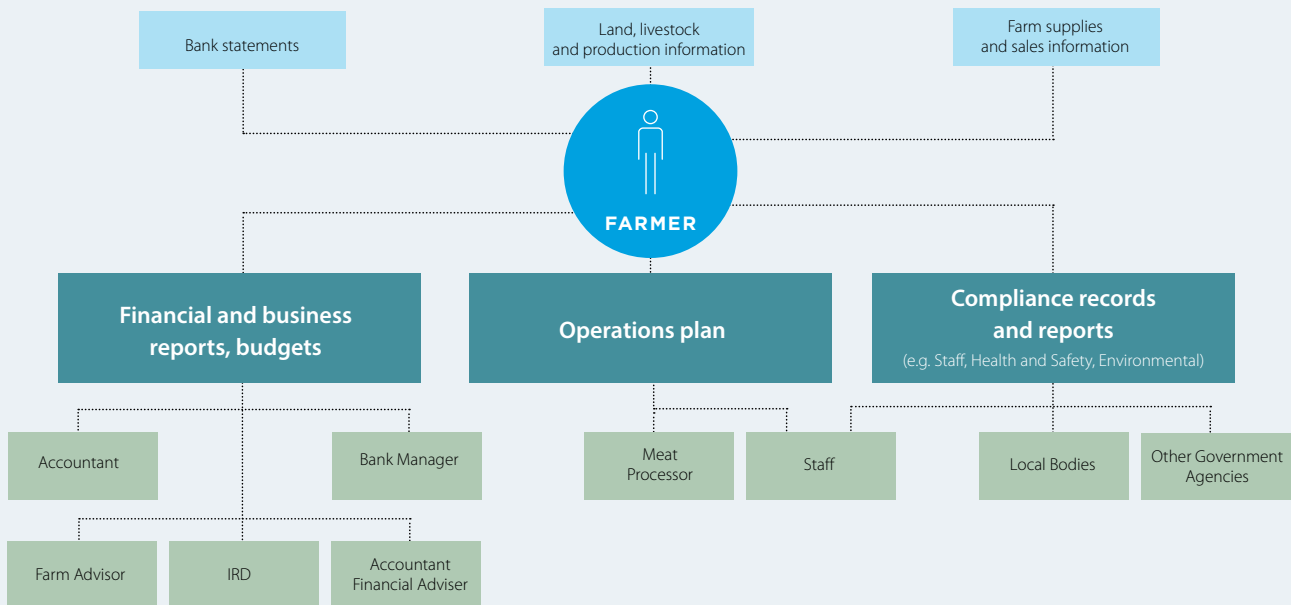 Bank statements
Land, livestock
and production information
Farm supplies
and sales information
FARMER
Financial and business
reports, budgets
Operations plan
Compliance records
and reports
(e.g. Staff, Health and Safety, Environmental)
Accountant
Bank Manager
Meat
Processor
Staff
Local Bodies
Other Government
Agencies
Farm Advisor
IRD
Accountant
Financial Adviser